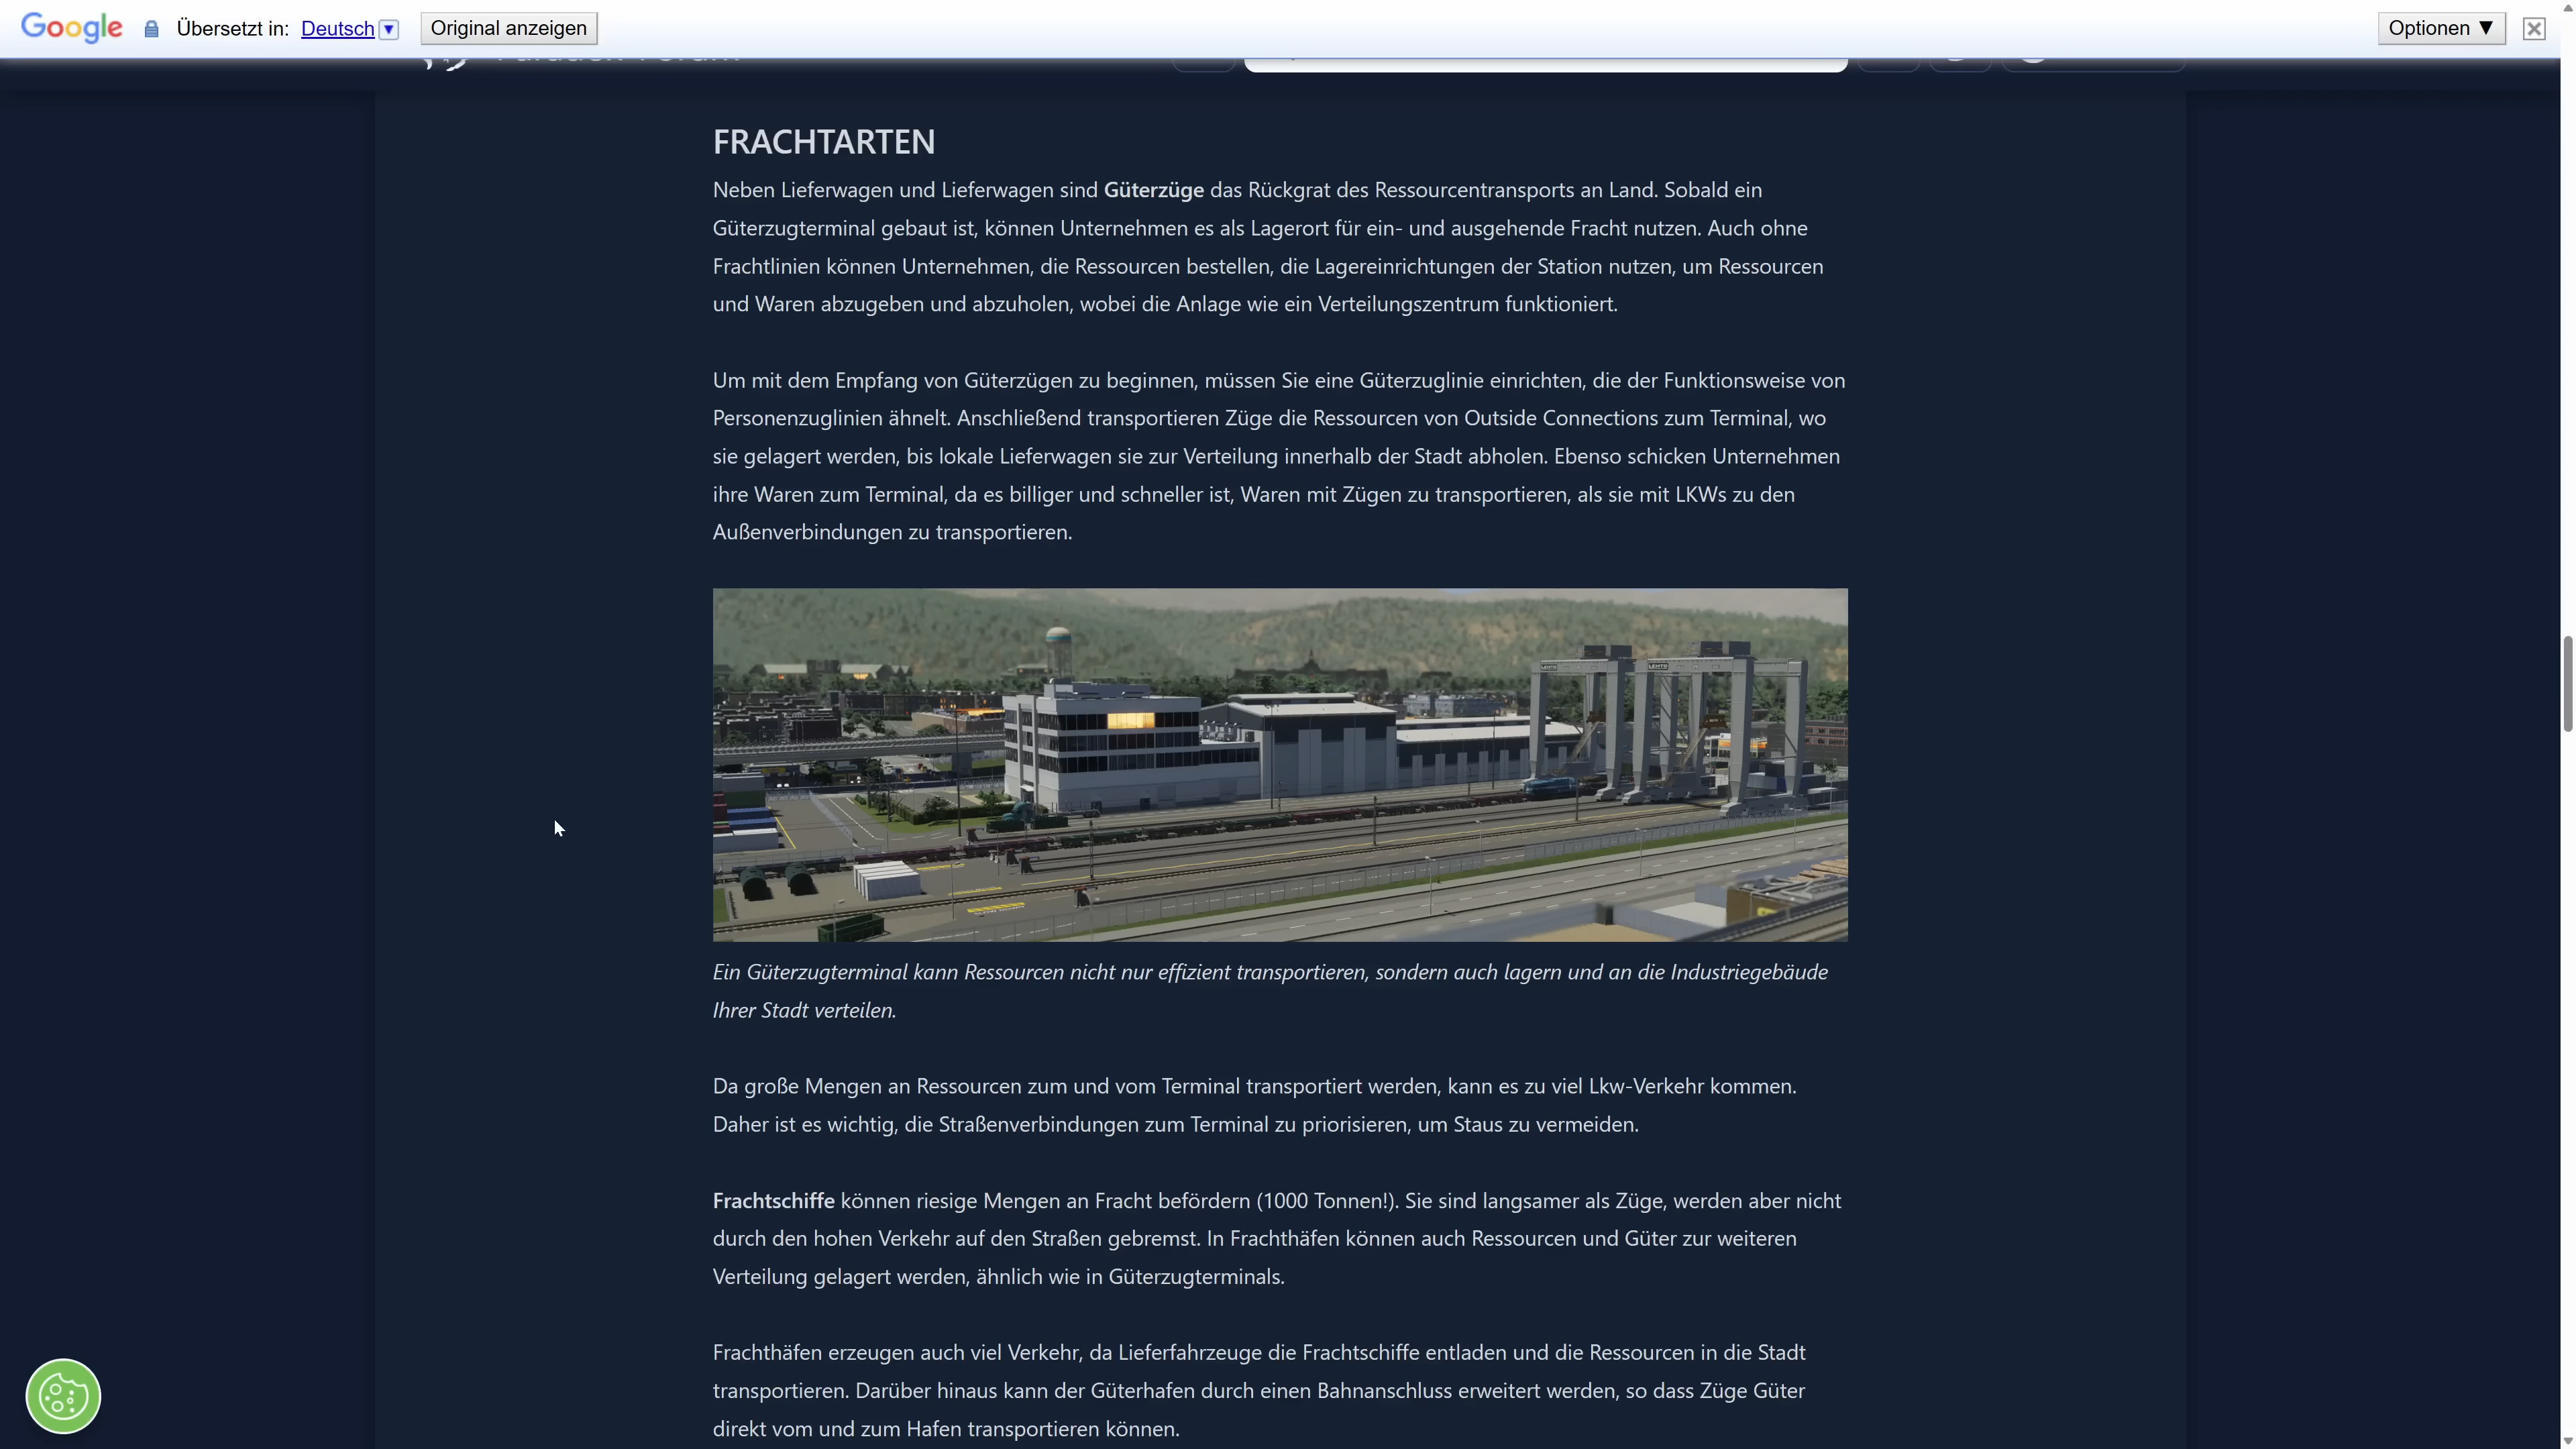 Google Übersetzt in: Deutsch Original anzeigen Optionen ▼
FRACHTARTEN
Neben Lieferwagen und Lieferwagen sind Güterzüge das Rückgrat des Ressourcentransports an Land. Sobald ein
Güterzugterminal gebaut ist, können Unternehmen es als Lagerort für ein- und ausgehende Fracht nutzen. Auch ohne
Frachtlinien können Unternehmen, die Ressourcen bestellen, die Lagereinrichtungen der Station nutzen, um Ressourcen
und Waren abzugeben und abzuholen, wobei die Anlage wie ein Verteilungszentrum funktioniert.
Um mit dem Empfang von Güterzügen zu beginnen, müssen Sie eine Güterzuglinie einrichten, die der Funktionsweise von
Personenzuglinien ähnelt. Anschließend transportieren Züge die Ressourcen von Outside Connections zum Terminal, wo
sie gelagert werden, bis lokale Lieferwagen sie zur Verteilung innerhalb der Stadt abholen. Ebenso schicken Unternehmen
ihre Waren zum Terminal, da es billiger und schneller ist, Waren mit Zügen zu transportieren, als sie mit LKWs zu den
Außenverbindungen zu transportieren.
Ein Güterzugterminal kann Ressourcen nicht nur effizient transportieren, sondern auch lagern und an die Industriegebäude
Ihrer Stadt verteilen.
Da große Mengen an Ressourcen zum und vom Terminal transportiert werden, kann es zu viel Lkw-Verkehr kommen.
Daher ist es wichtig, die Straßenverbindungen zum Terminal zu priorisieren, um Staus zu vermeiden.
Frachtschiffe können riesige Mengen an Fracht befördern (1000 Tonnen!). Sie sind langsamer als Züge, werden aber nicht
durch den hohen Verkehr auf den Straßen gebremst. In Frachthäfen können auch Ressourcen und Güter zur weiteren
Verteilung gelagert werden, ähnlich wie in Güterzugterminals.
Frachthäfen erzeugen auch viel Verkehr, da Lieferfahrzeuge die Frachtschiffe entladen und die Ressourcen in die Stadt
transportieren. Darüber hinaus kann der Güterhafen durch einen Bahnanschluss erweitert werden, so dass Züge Güter
direkt vom und zum Hafen transportieren können.